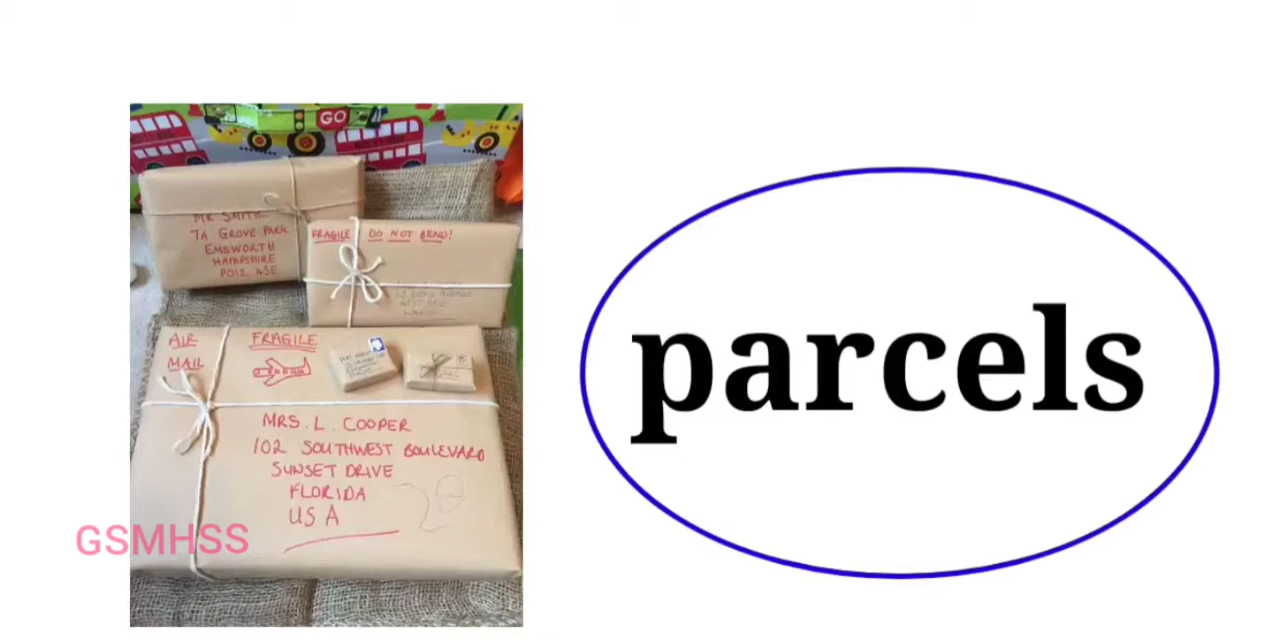 GO
MR SMITH
7A GROVE PARK
EMSWORTH
HAMPSHIRE
PO12 4SE
FRAGILE DO NOT BEND!
AIR
MAIL
FRAGILE
MRS. L. COOPER
102 SOUTHWEST BOULEVARD
SUNSET DRIVE
FLORIDA
USA
GSMHSS
parcels